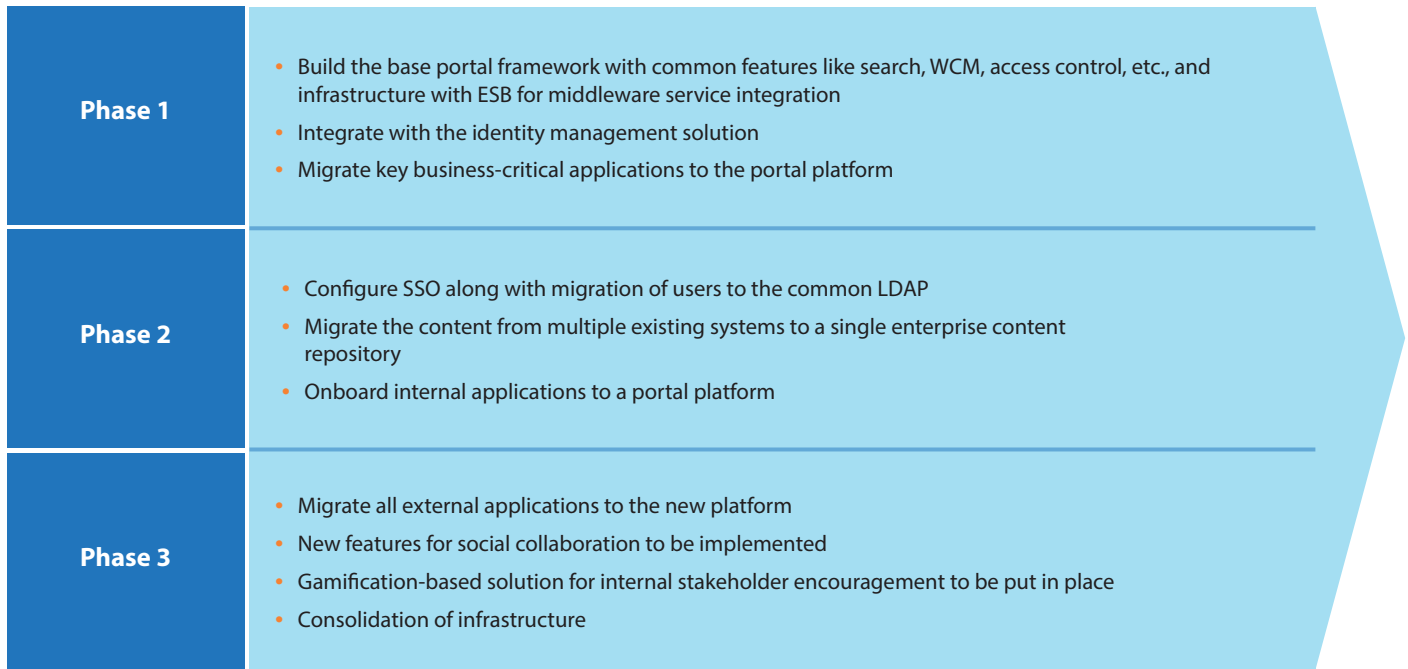 Phase 1
• Build the base portal framework with common features like search, WCM, access control, etc., and
infrastructure with ESB for middleware service integration
• Integrate with the identity management solution
• Migrate key business-critical applications to the portal platform
Phase 2
• Configure SSO along with migration of users to the common LDAP
• Migrate the content from multiple existing systems to a single enterprise content
repository
• Onboard internal applications to a portal platform
Phase 3
• Migrate all external applications to the new platform
• New features for social collaboration to be implemented
• Gamification-based solution for internal stakeholder encouragement to be put in place
• Consolidation of infrastructure